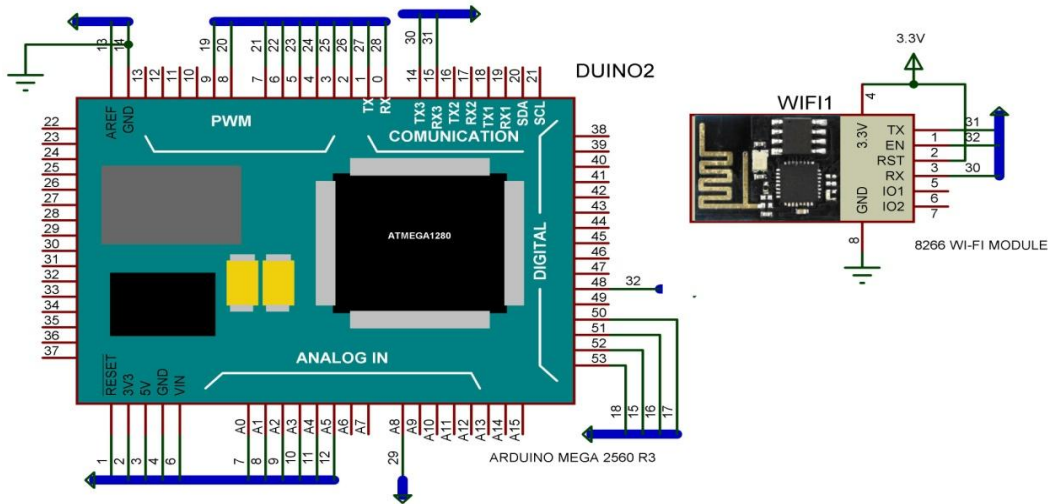 30
31
13
14
19
20
21
22
23
24
25
26
27
28
3.3V
13
12
11
10
9
8
7
6
5
4
3
2
1
0
14
15
16
17
18
19
20
21
DUINO2
4
WIFI1
AREF
GND
TX
RX
TX3
RX3
TX2
RX2
TX1
RX1
SDA
SCL
PWM
COMUNICATION
22
23
24
25
26
27
28
29
30
31
32
33
34
35
36
37
ATMEGA1280
DIGITAL
38
39
40
41
42
43
44
45
46
47
48
49
50
51
52
53
32
3.3V
GND
TX
EN
RST
RX
IO1
IO2
31
1
32
2
3
30
5
6
7
8
8266 WI-FI MODULE
ANALOG IN
RESET
3V3
5V
GND
VIN
A0
A1
A2
A3
A4
A5
A6
A7
A8
A9
A10
A11
A12
A13
A14
A15
18
15
16
17
1
2
3
4
6
7
8
9
10
11
12
29
ARDUINO MEGA 2560 R3